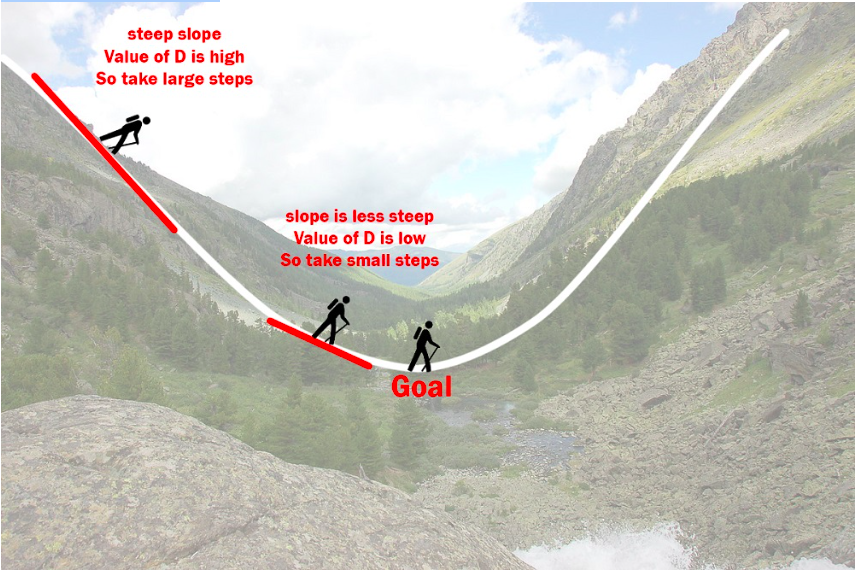 steep slope
Value of D is high
So take large steps
slope is less steep
Value of D is low
So take small steps
Goal